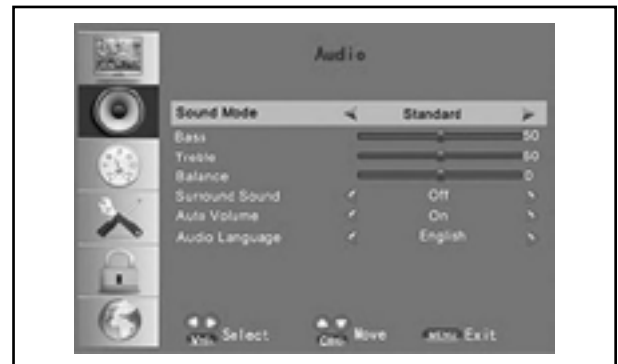 Audio
Sound Mode Standard
Bass 50
Treble 50
Balance 0
Surround Sound Off
Auto Volume On
Audio Language English
Select Move MENU Exit